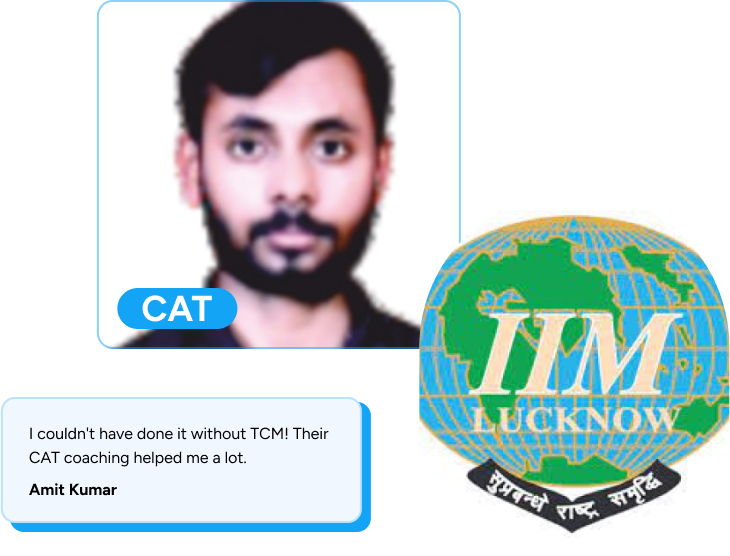 CAT
IIM
LUCKNOW
सुप्रबन्धे राष्ट्र समृद्धि
I couldn't have done it without TCM! Their
CAT coaching helped me a lot.
Amit Kumar